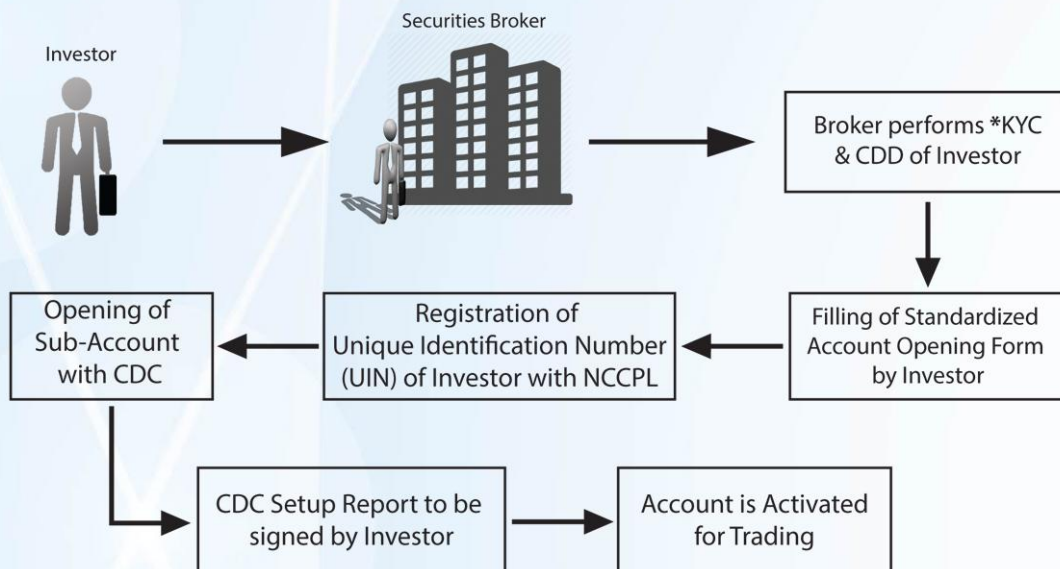 Investor
Securities Broker
Broker performs *KYC
& CDD of Investor
Filling of Standardized
Account Opening Form
by Investor
Registration of
Unique Identification Number
(UIN) of Investor with NCCPL
Opening of
Sub-Account
with CDC
CDC Setup Report to be
signed by Investor
Account is Activated
for Trading